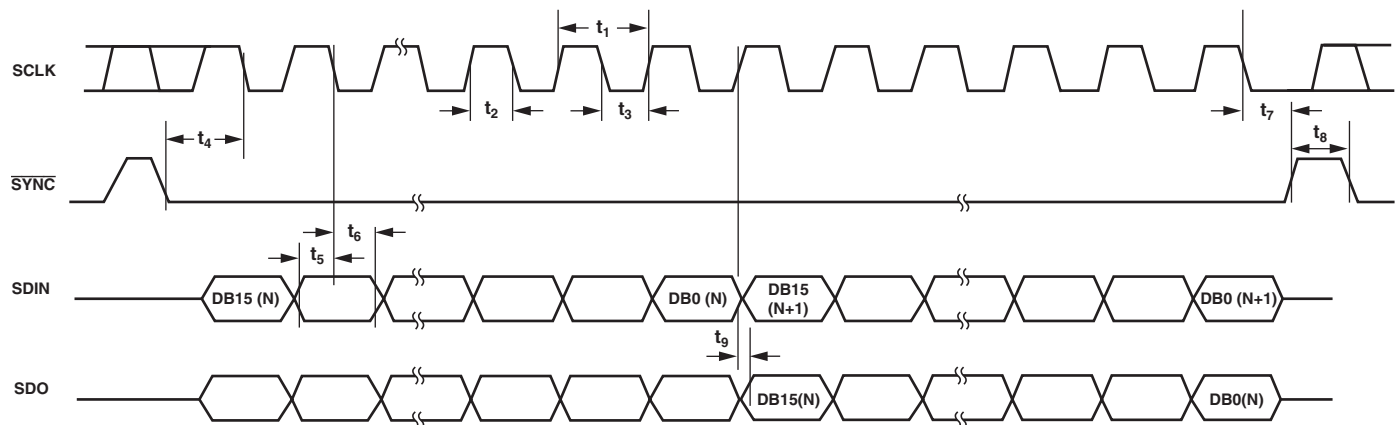 t1
SCLK
t2
t3
t7
t4
t8
SYNC
t6
t5
SDIN
DB15 (N)
DB0 (N)
DB15
(N+1)
DB0 (N+1)
t9
SDO
DB15(N)
DB0(N)